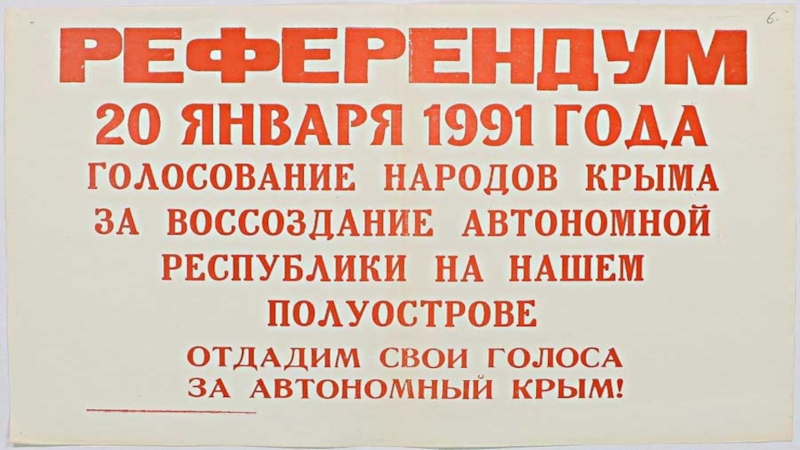 6.
РЕФЕРЕНДУМ
20 ЯНВАРЯ 1991 ГОДА
ГОЛОСОВАНИЕ НАРОДОВ КРЫМА
ЗА ВОССОЗДАНИЕ АВТОНОМНОЙ
РЕСПУБЛИКИ НА НАШЕМ
ПОЛУОСТРОВЕ
ОТДАДИМ СВОИ ГОЛОСА
ЗА АВТОНОМНЫЙ КРЫМ!